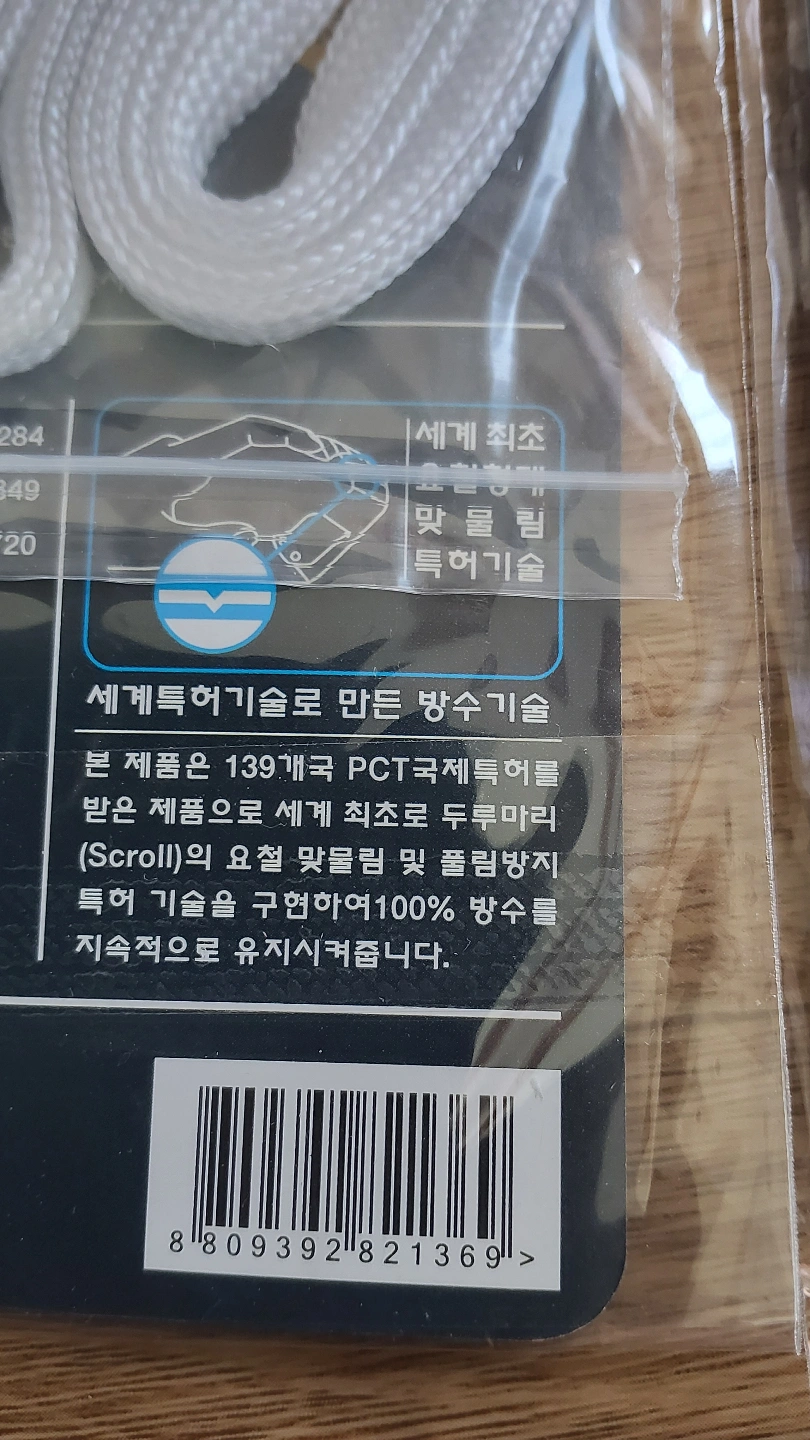 284
849
720
세계 최초
요철형태
맞 물 림
특허기술
세계특허기술로 만든 방수기술
본 제품은 139개국 PCT국제특허를
받은 제품으로 세계 최초로 두루마리
(Scroll)의 요철 맞물림 및 풀림방지
특허 기술을 구현하여100% 방수를
지속적으로 유지시켜줍니다.
8 809392 821369 >